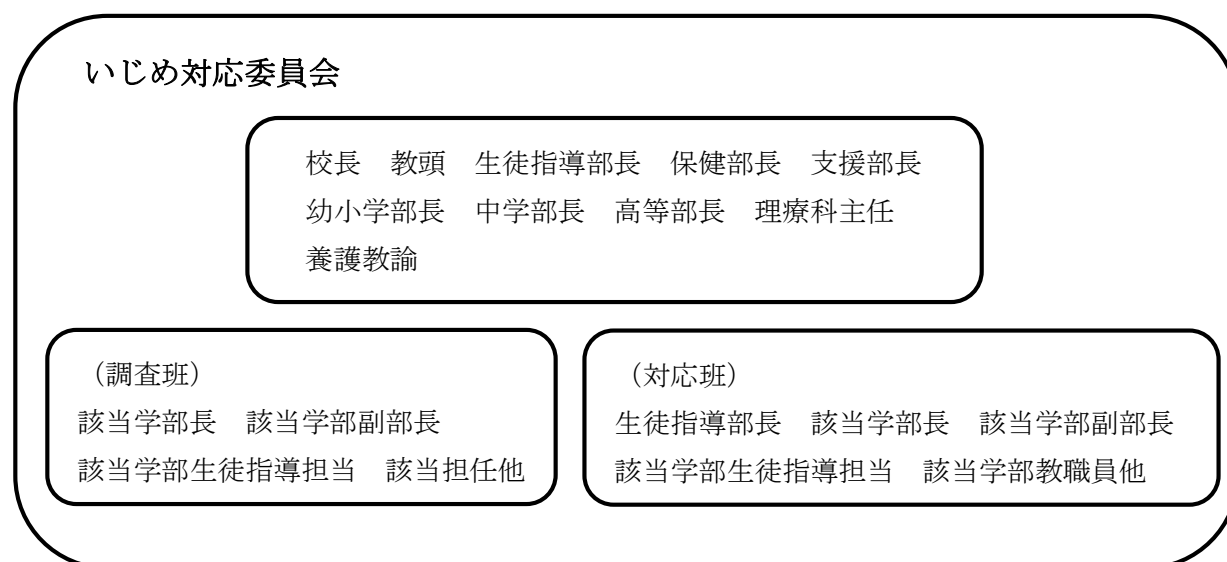 いじめ対応委員会
校長 教頭 生徒指導部長 保健部長 支援部長
幼小学部長 中学部長 高等部長 理療科主任
養護教諭
（調査班）
該当学部長 該当学部副部長
該当学部生徒指導担当 該当担任他
（対応班）
生徒指導部長 該当学部長 該当学部副部長
該当学部生徒指導担当 該当学部教職員他